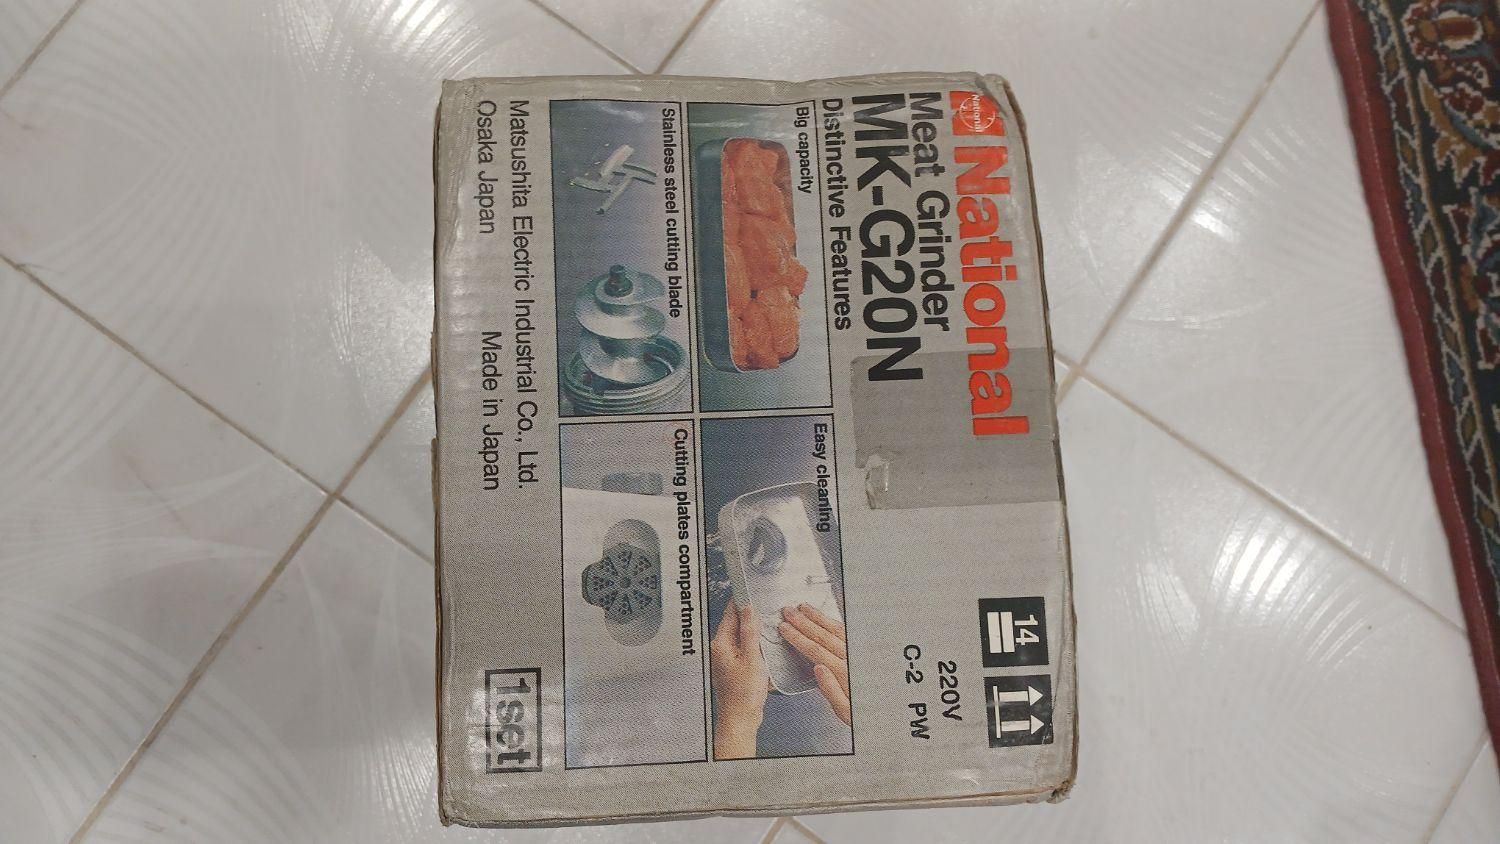 National
National
Meat Grinder
MK-G20N
Distinctive Features
14
220V
C-2 PW
Big capacity
Easy cleaning
Stainless steel cutting blade
Cutting plates compartment
Matsushita Electric Industrial Co., Ltd.
Osaka Japan
Made in Japan
1set